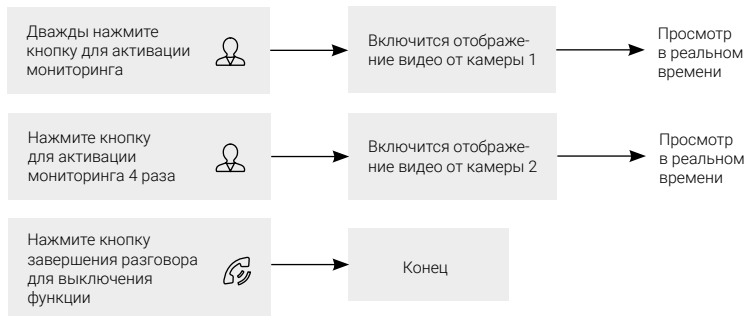 Дважды нажмите
кнопку для активации
мониторинга
Включится отображе-
ние видео от камеры 1
Просмотр
в реальном
времени
Нажмите кнопку
для активации
мониторинга 4 раза
Включится отображе-
ние видео от камеры 2
Просмотр
в реальном
времени
Нажмите кнопку
завершения разговора
для выключения
функции
Конец